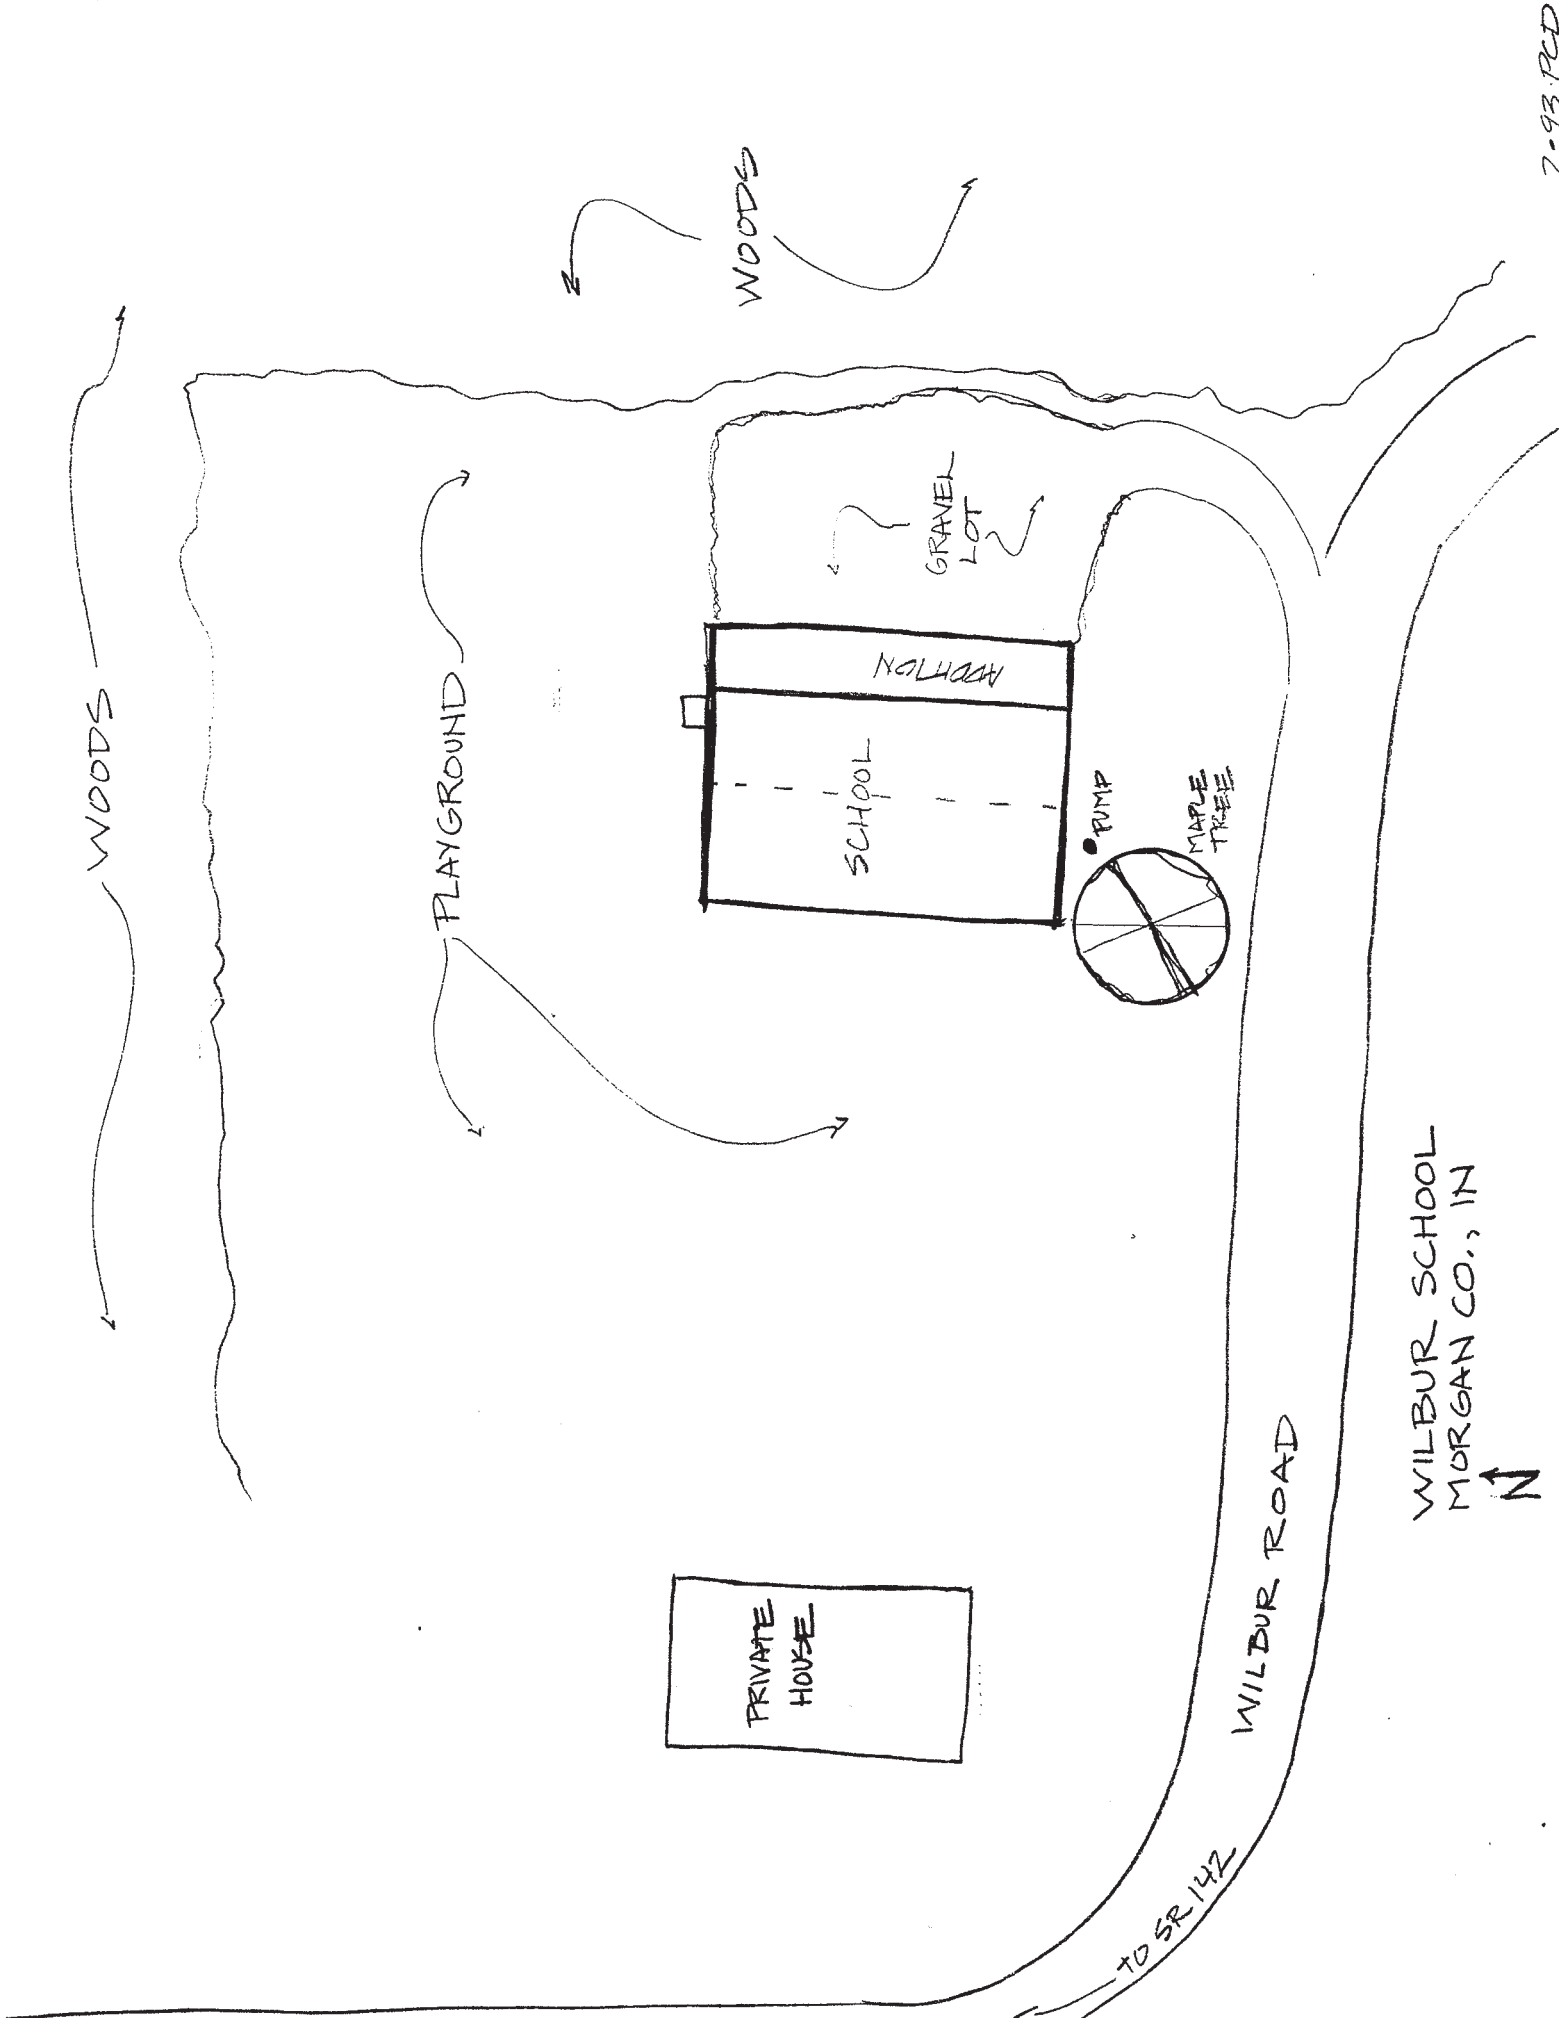 WOODS
WOODS
PLAYGROUND
GRAVEL
LOT
ADDITION
SCHOOL
PUMP
MAPLE
TREE
PRIVATE
HOUSE
WILBUR ROAD
TO SR 142
WILBUR SCHOOL
MORGAN CO., IN
N
7-93 PCD